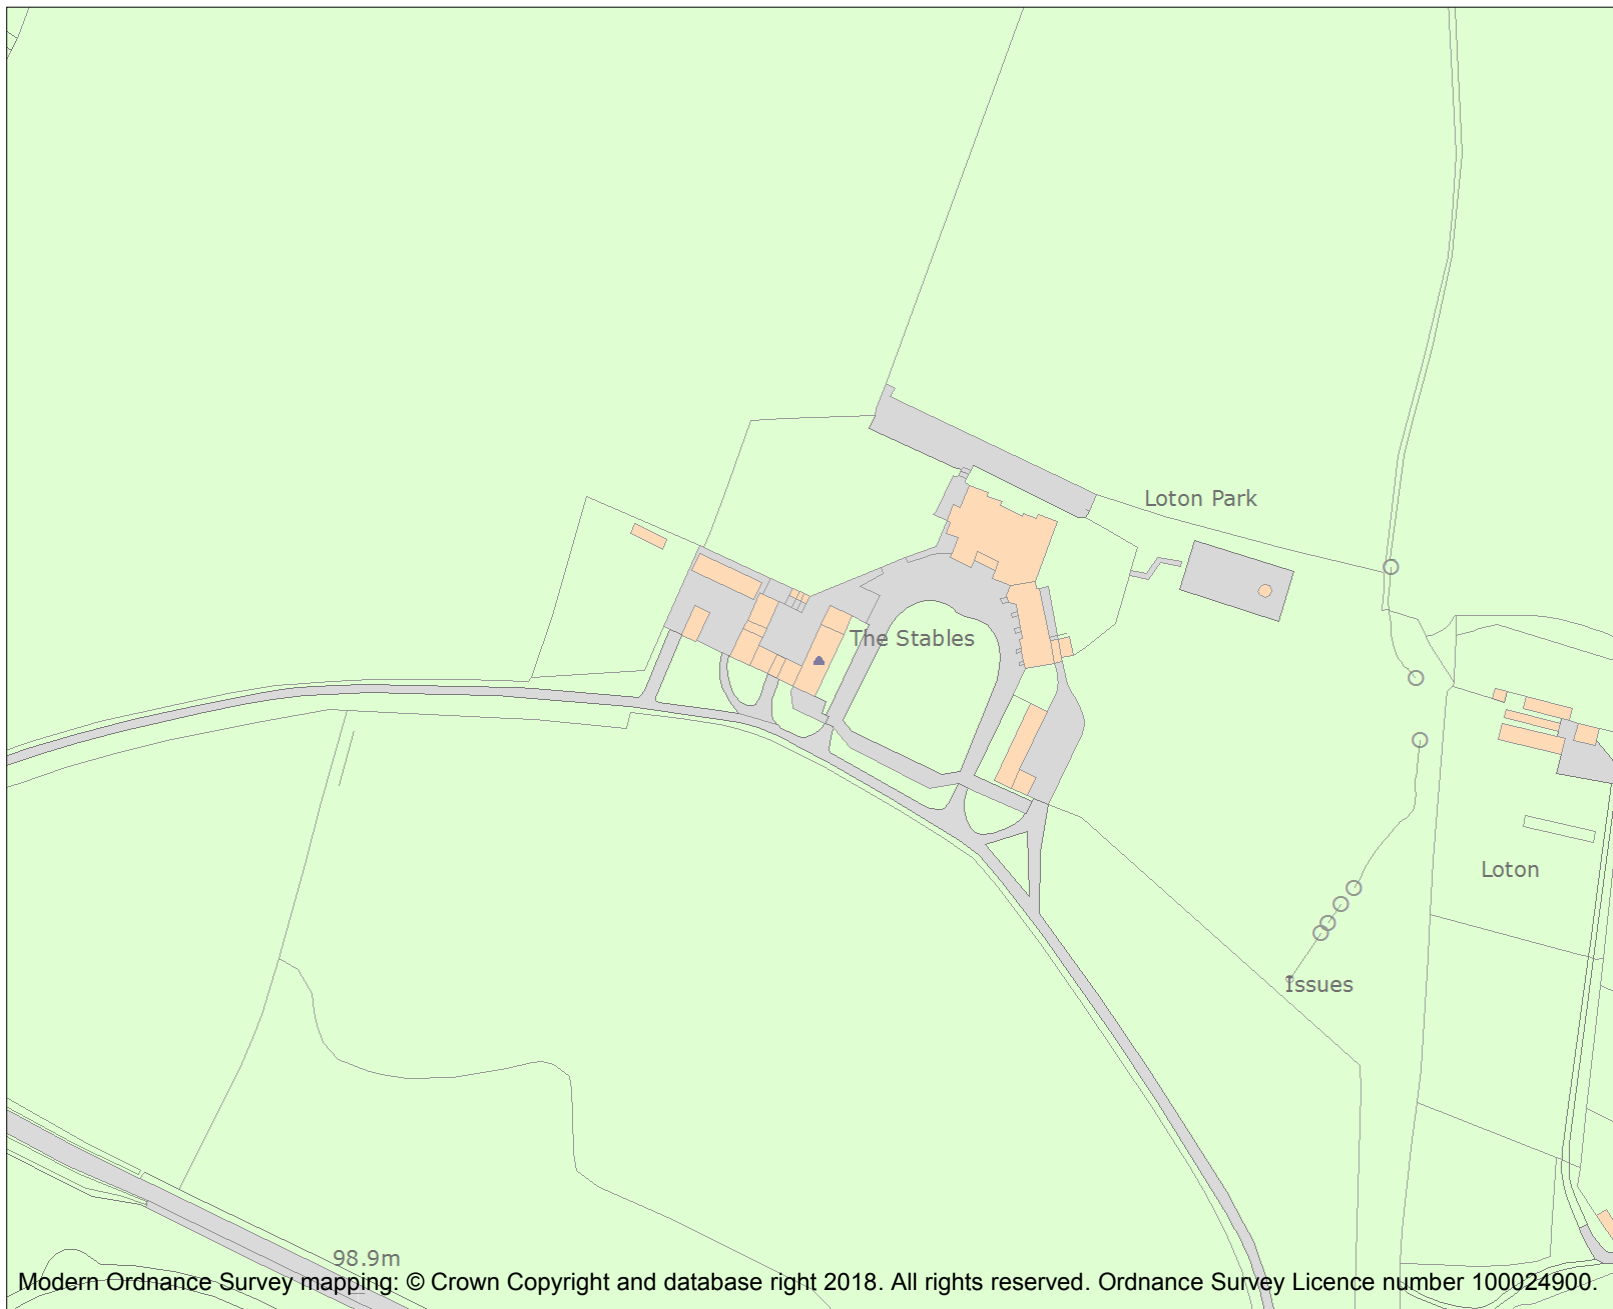 Loton Park
The Stables
Loton
Issues
98.9m
Modern Ordnance Survey mapping: © Crown Copyright and database right 2018. All rights reserved. Ordnance Survey Licence number 100024900.